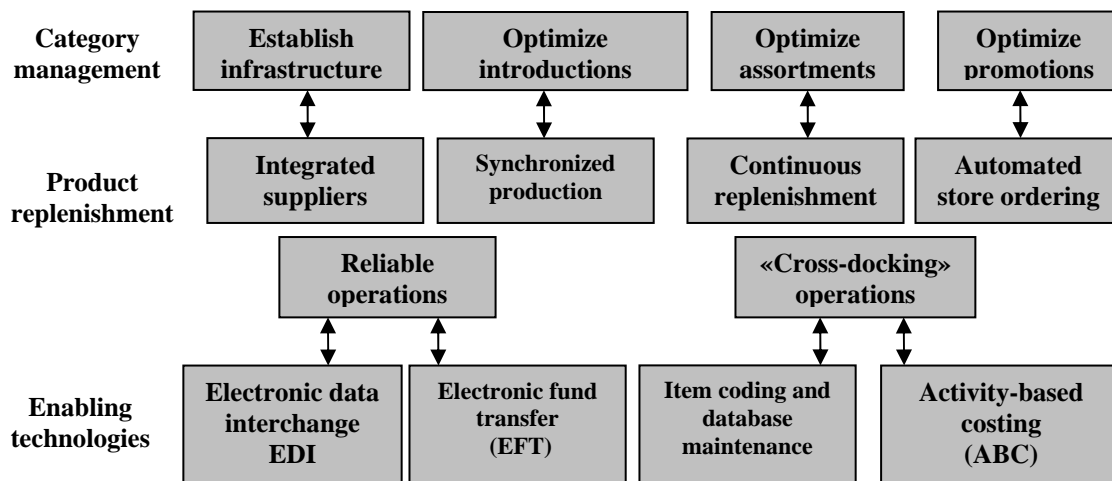 Category
management
Establish
infrastructure
Optimize
introductions
Optimize
assortments
Optimize
promotions
Product
replenishment
Integrated
suppliers
Synchronized
production
Continuous
replenishment
Automated
store ordering
Reliable
operations
«Cross-docking»
operations
Enabling
technologies
Electronic data
interchange
EDI
Electronic fund
transfer
(EFT)
Item coding and
database
maintenance
Activity-based
costing
(ABC)